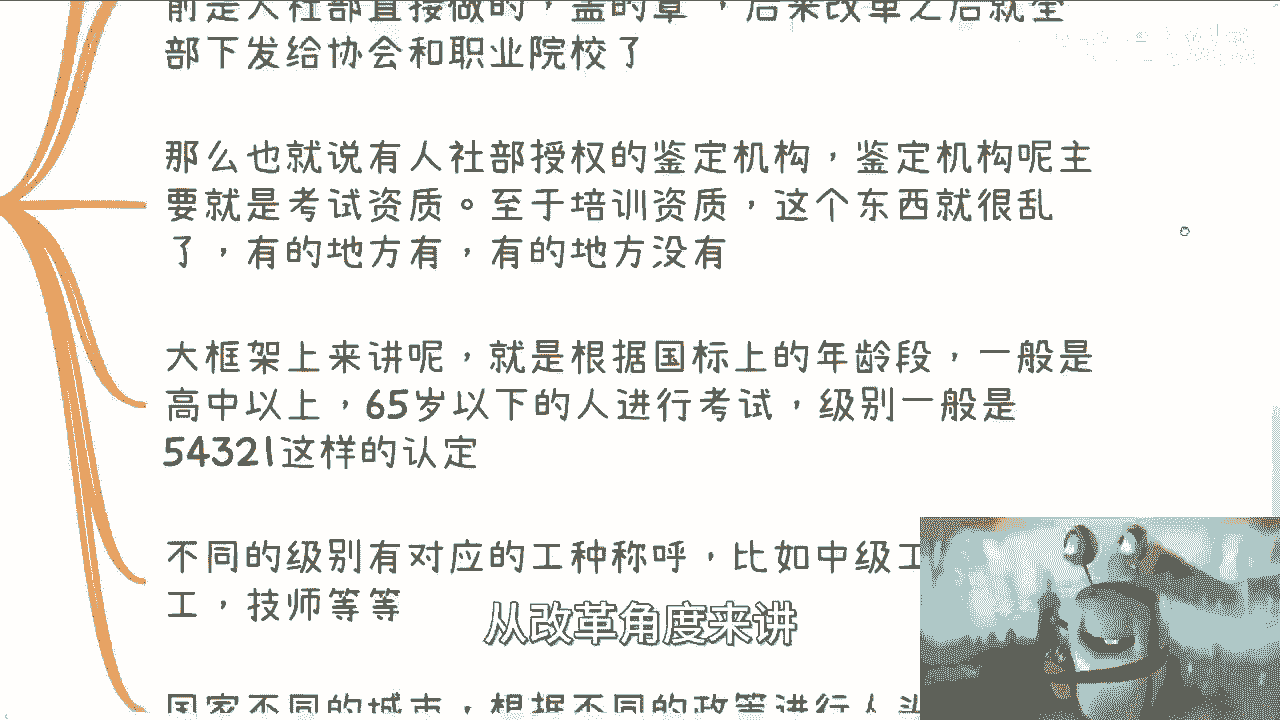 前是人社部直接做的，盖的章，后来改革之后就全
部下发给协会和职业院校了
那么也就说有人社部授权的鉴定机构，鉴定机构呢主
要就是考试资质。至于培训资质，这个东西就很乱
了，有的地方有，有的地方没有
大框架上来讲呢，就是根据国标上的年龄段，一般是
高中以上，65岁以下的人进行考试，级别一般是
54321这样的认定
不同的级别有对应的工种称呼，比如中级工
工，技师等等
从改革角度来讲
国家不同的城市，根据不同的政策进行人头